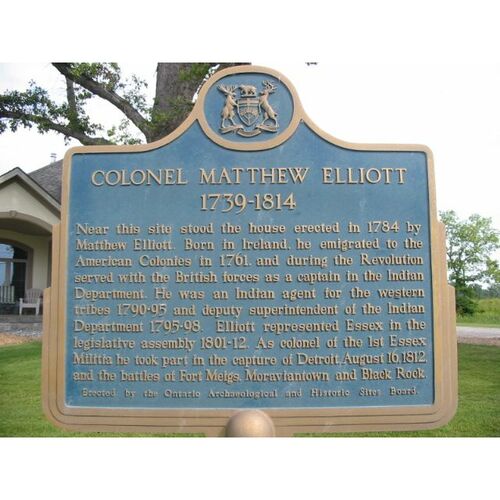 COLONEL MATTHEW ELLIOTT
1739-1814
Near this site stood the house erected in 1784 by
Matthew Elliott. Born in Ireland, he emigrated to the
American Colonies in 1761, and during the Revolution
served with the British forces as a captain in the Indian
Department. He was an Indian agent for the western
tribes 1790-95 and deputy superintendent of the Indian
Department 1795-98. Elliott represented Essex in the
legislative assembly 1801-12. As colonel of the 1st Essex
Militia he took part in the capture of Detroit, August 16, 1812,
and the battles of Fort Meigs, Moraviantown and Black Rock.
Erected by the Ontario Archaeological and Historic Sites Board.